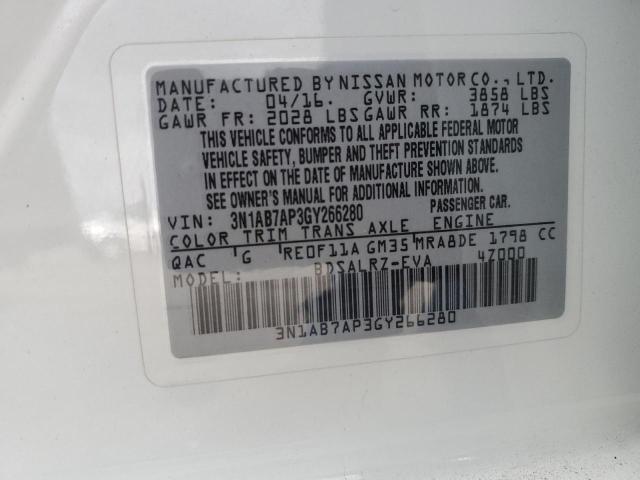 MANUFACTURED BY NISSAN MOTOR CO., LTD.
DATE: 04/16. GVWR: 3858 LBS
GAWR FR: 2028 LBS GAWR RR: 1874 LBS
THIS VEHICLE CONFORMS TO ALL APPLICABLE FEDERAL MOTOR
VEHICLE SAFETY, BUMPER AND THEFT PREVENTION STANDARDS
IN EFFECT ON THE DATE OF MANUFACTURE SHOWN ABOVE.
SEE OWNER'S MANUAL FOR ADDITIONAL INFORMATION.
VIN: 3N1AB7AP3GY266280 PASSENGER CAR.
COLOR TRIM TRANS AXLE ENGINE
QAC G RE0F11A GM35 MRA8DE 1798 CC
MODEL: BDSALRZ-EVA 47000
3N1AB7AP3GY266280